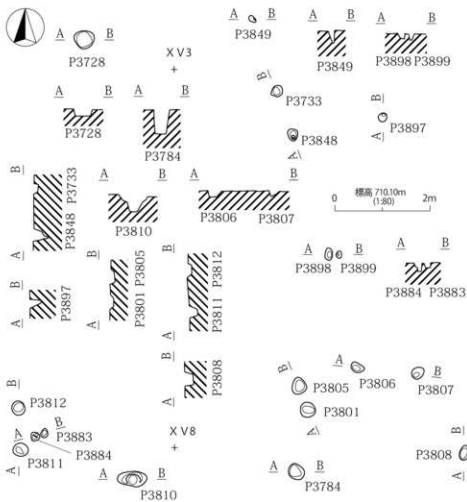 A B A B A B A B
P3849
P3728
X V3
P3849 P3898 P3899
B
P3733
B
P3897
A
P3848
A
A B A B
P3728 P3784
B
P3733
P3848
A
A B
P3810
A B
P3806 P3807
標高 710.10m
0 (1:80) 2m
B
P3805
P3801
A
B
P3812
P3811
A
B
P3897
A
A B
P3898 P3899
A B
P3884 P3883
B
P3808
A
B
P3812
A B
P3883
P3884
P3811
A
X V8
A B
P3810
B
P3805
A
P3806
B
P3807
P3801
A
B
P3808
A
A B
P3784